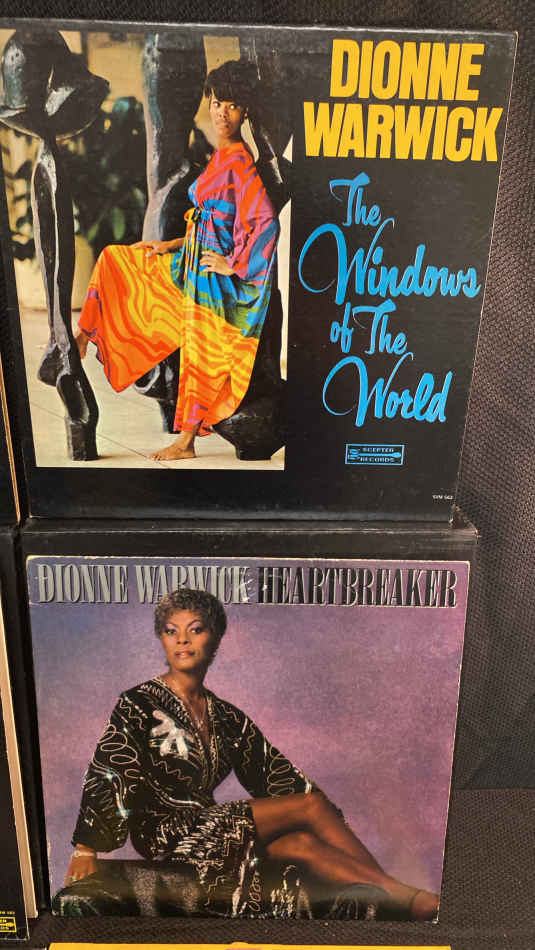 DIONNE
WARWICK
The
Windows
of The
World
SCEPTER
RECORDS
DIONNE WARWICK HEARTBREAKER